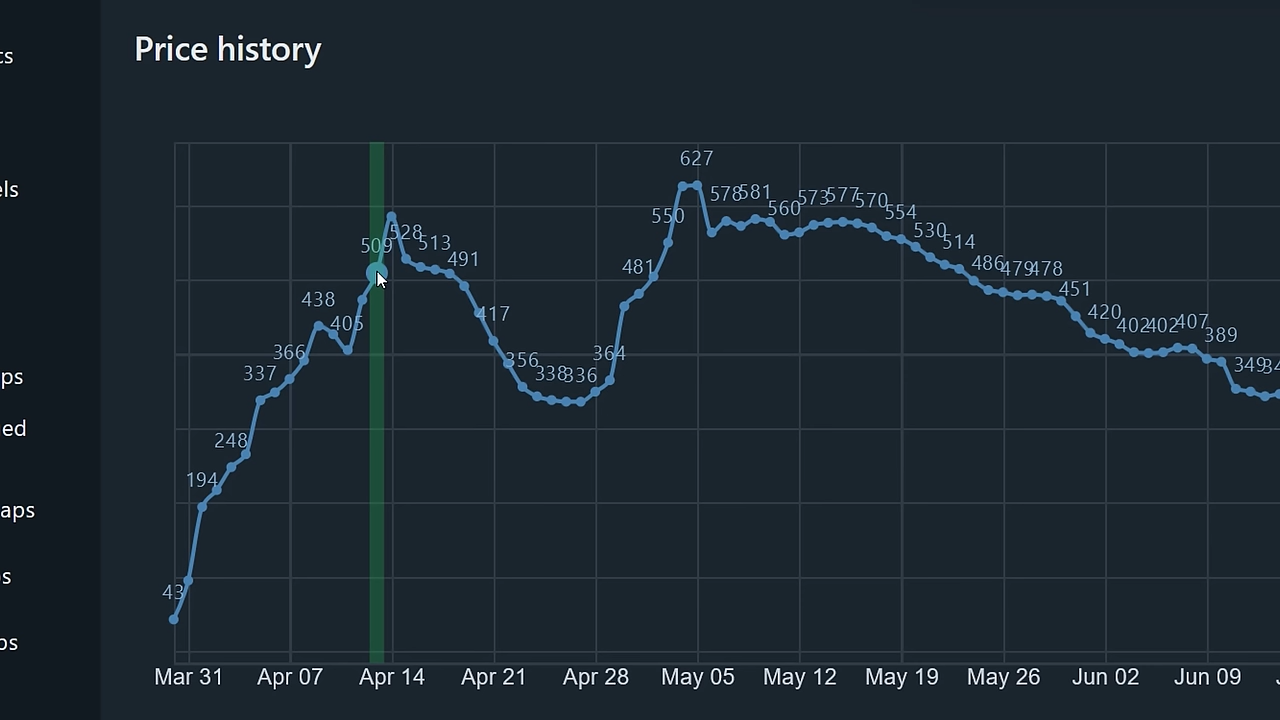 Price history
cs
els
ps
ed
aps
s
ps
627
578 581 573 577 570
550 560 554
528 530
509 513 514
491 486 479 478
481 451
438
405 417 420 402 402 407
389
366 356 364
337 338 336 349
248
194
43
Mar 31 Apr 07 Apr 14 Apr 21 Apr 28 May 05 May 12 May 19 May 26 Jun 02 Jun 09